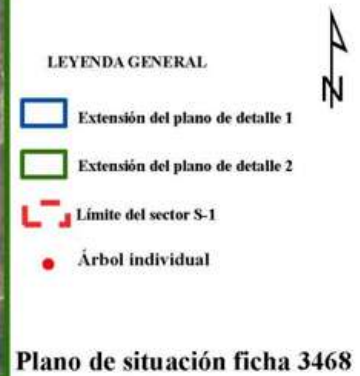 N
LEYENDA GENERAL
Extensión del plano de detalle 1
Extensión del plano de detalle 2
Límite del sector S-1
Árbol individual
Plano de situación ficha 3468